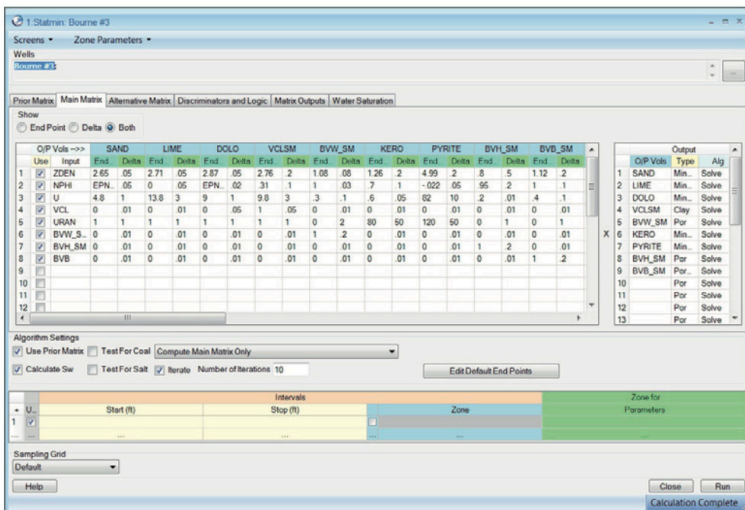 1:Statmin: Bourne #3
Screens Zone Parameters
Wells
Bourne #3:
...
Prior Matrix Main Matrix Alternative Matrix Discriminators and Logic Matrix Outputs Water Saturation
Show
End Point Delta Both
O/P Vols -->> SAND LIME DOLO VCLSM BVW_SM KERO PYRITE BVH_SM BVB_SM
Use Input End... Delta End... Delta End... Delta End... Delta End... Delta End... Delta End... Delta End... Delta End... Delta
1 ZDEN 2.65 .05 2.71 .05 2.87 .05 2.76 .2 1.08 .08 1.26 .2 4.99 .2 .8 .5 1.12 .2
2 NPHI EPN... .05 0 .05 EPN... .02 .31 .1 1 .03 .7 .1 -.022 .05 .95 .2 1 .1
3 U 4.8 1 13.8 3 9 1 9.8 3 .3 .1 .6 .05 82 10 .2 .01 .4 .1
4 VCL 0 .01 0 .01 0 .05 1 .05 0 .01 0 .01 0 .01 0 .01 0 .01
5 URAN 1 1 1 1 1 1 1 1 0 2 80 50 120 50 0 1 0 1
6 BVW_S... 0 .01 0 .01 0 .01 0 .01 1 .2 0 .01 0 .01 0 .01 0 .01
7 BVH_SM 0 .01 0 .01 0 .01 0 .01 0 .01 0 .01 0 .01 1 .2 0 .01
8 BVB 0 .01 0 .01 0 .01 0 .01 0 .01 0 .01 0 .01 0 .01 1 .2
9
10
11
12
X
Output
O/P Vols Type Alg
1 SAND Min... Solve
2 LIME Min... Solve
3 DOLO Min... Solve
4 VCLSM Clay Solve
5 BVW_SM Por Solve
6 KERO Min... Solve
7 PYRITE Min... Solve
8 BVH_SM Por... Solve
9 BVB_SM Por... Solve
10 Por Solve
11 Por Solve
12 Por Solve
13 Por Solve
Algorithm Settings
Use Prior Matrix Test For Coal Compute Main Matrix Only
Calculate Sw Test For Salt Iterate Number of Iterations 10 Edit Default End Points
Intervals Zone for
+ U... Start (ft) Stop (ft) Zone Parameters
1
... ... ... ... ... ... ...
Sampling Grid
Default
Help Close Run
Calculation Complete